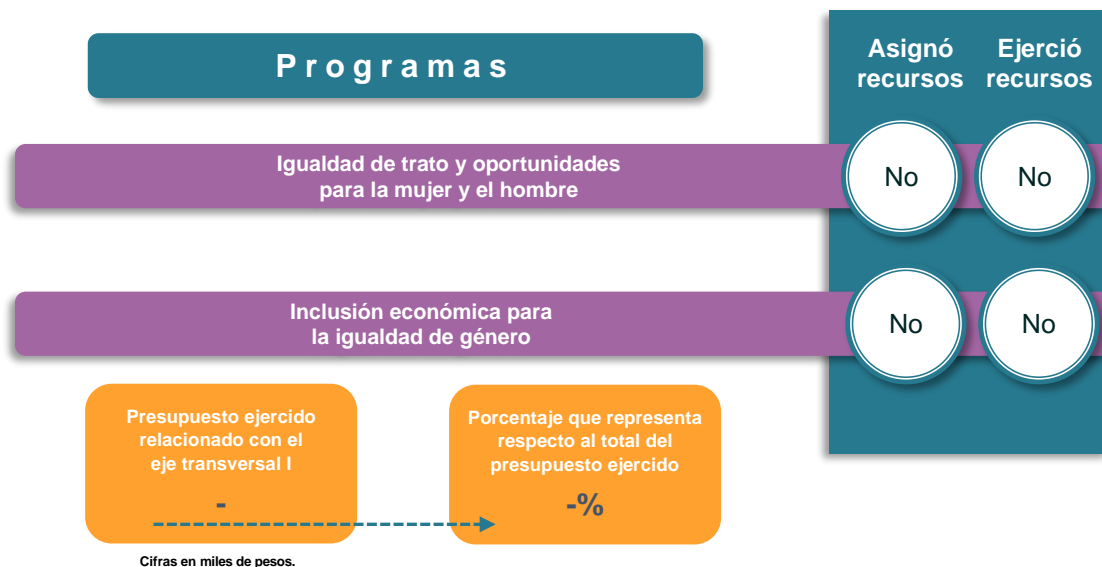 Programas
Asignó
recursos
Ejerció
recursos
Igualdad de trato y oportunidades
para la mujer y el hombre
No
No
Inclusión económica para
la igualdad de género
No
No
Presupuesto ejercido
relacionado con el
eje transversal I
-
Porcentaje que representa
respecto al total del
presupuesto ejercido
-%
Cifras en miles de pesos.